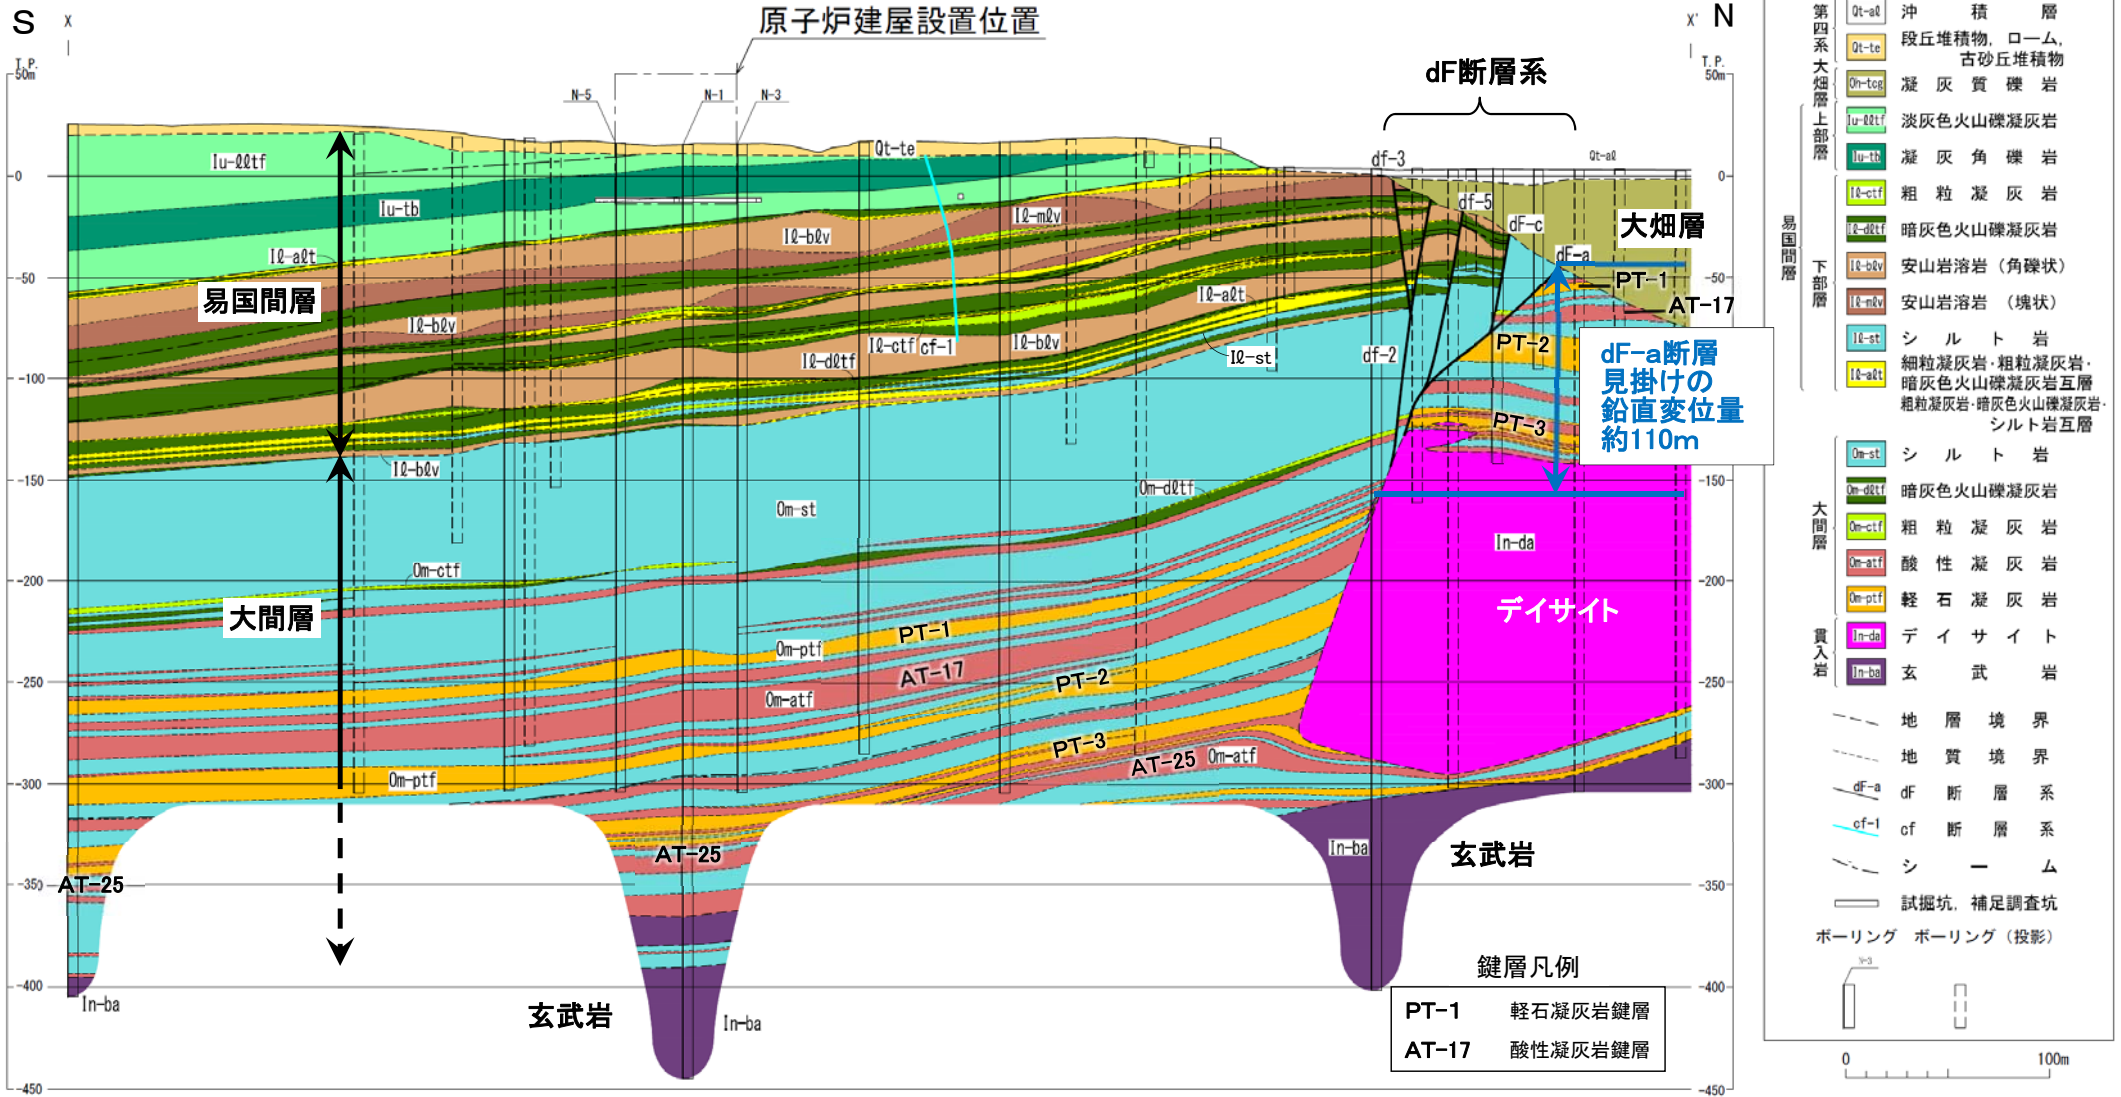 S
X
原子炉建屋設置位置
X'
N
T.P.
50m
0
-50
-100
-150
-200
-250
-300
-350
-400
-450
T.P.
50m
0
-50
-100
-150
-200
-250
-300
-350
-400
-450
N-5
N-1
N-3
dF断層系
Qt-te
df-3
Qt-aℓ
Iu-ℓℓtf
Iu-tb
Iℓ-aℓt
易国間層
Iℓ-bℓv
Iℓ-mℓv
Iℓ-bℓv
Iℓ-aℓt
Iℓ-ctf
cf-1
Iℓ-bℓv
Iℓ-dℓtf
Iℓ-st
df-2
df-5
dF-c
dF-a
大畑層
PT-1
AT-17
PT-2
PT-3
dF-a断層
見掛けの
鉛直変位量
約110m
Iℓ-bℓv
Om-st
Om-dℓtf
Om-ctf
大間層
In-da
デイサイト
PT-1
Om-ptf
AT-17
Om-atf
PT-2
PT-3
AT-25
Om-atf
Om-ptf
AT-25
AT-25
In-ba
玄武岩
In-ba
In-ba
玄武岩
鍵層凡例
PT-1 軽石凝灰岩鍵層
AT-17 酸性凝灰岩鍵層
第四系
Qt-aℓ 沖積層
Qt-te 段丘堆積物, ローム,
古砂丘堆積物
大畑層
Oh-tcg 凝灰質礫岩
易国間層
上部層
Iu-ℓℓtf 淡灰色火山礫凝灰岩
Iu-tb 凝灰角礫岩
下部層
Iℓ-ctf 粗粒凝灰岩
Iℓ-dℓtf 暗灰色火山礫凝灰岩
Iℓ-bℓv 安山岩溶岩(角礫状)
Iℓ-mℓv 安山岩溶岩 (塊状)
Iℓ-st シルト岩
Iℓ-aℓt 細粒凝灰岩・粗粒凝灰岩・
暗灰色火山礫凝灰岩互層
粗粒凝灰岩・暗灰色火山礫凝灰岩・
シルト岩互層
大間層
Om-st シルト岩
Om-dℓtf 暗灰色火山礫凝灰岩
Om-ctf 粗粒凝灰岩
Om-atf 酸性凝灰岩
Om-ptf 軽石凝灰岩
貫入岩
In-da デイサイト
In-ba 玄武岩
地層境界
地質境界
dF-a dF断層系
cf-1 cf断層系
シーム
試掘坑, 補足調査坑
ボーリング ボーリング(投影)
N-3
0 100m